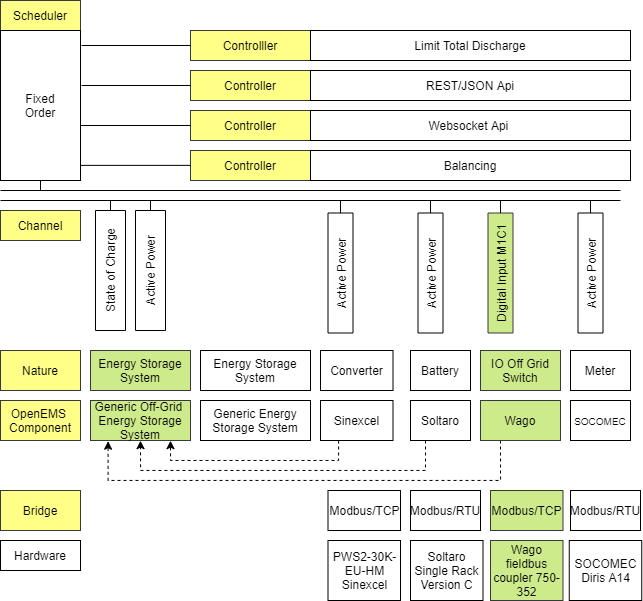 Scheduler
Fixed
Order
Controlller
Limit Total Discharge
Controller
REST/JSON Api
Controller
Websocket Api
Controller
Balancing
Channel
State of Charge
Active Power
Active Power
Active Power
Digital Input M1C1
Active Power
Nature
Energy Storage
System
Energy Storage
System
Converter
Battery
IO Off Grid
Switch
Meter
OpenEMS
Component
Generic Off-Grid
Energy Storage
System
Generic Energy
Storage System
Sinexcel
Soltaro
Wago
SOCOMEC
Bridge
Modbus/TCP
Modbus/RTU
Modbus/TCP
Modbus/RTU
Hardware
PWS2-30K-
EU-HM
Sinexcel
Soltaro
Single Rack
Version C
Wago
fieldbus
coupler 750-
352
SOCOMEC
Diris A14